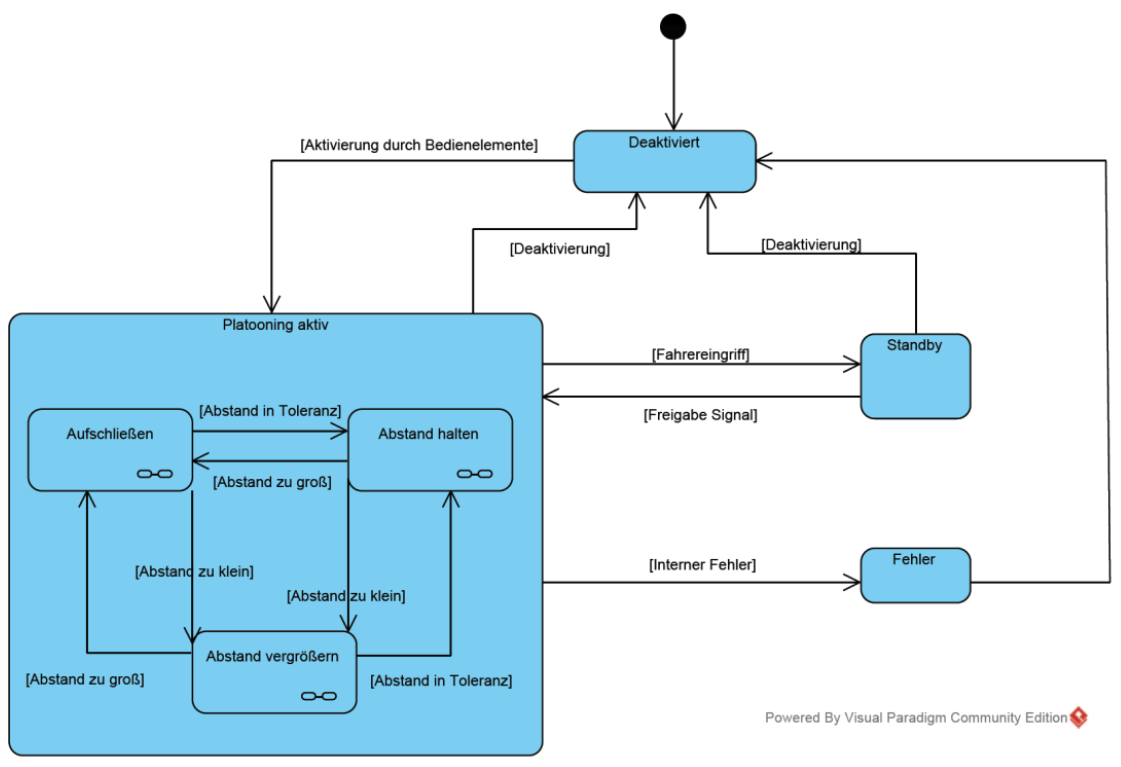 Deaktiviert
[Aktivierung durch Bedienelemente]
[Deaktivierung]
[Deaktivierung]
Platooning aktiv
Standby
[Fahrereingriff]
[Freigabe Signal]
[Abstand in Toleranz]
Aufschließen
Abstand halten
[Abstand zu groß]
[Interner Fehler]
Fehler
[Abstand zu klein]
[Abstand zu klein]
Abstand vergrößern
[Abstand zu groß]
[Abstand in Toleranz]
Powered By Visual Paradigm Community Edition